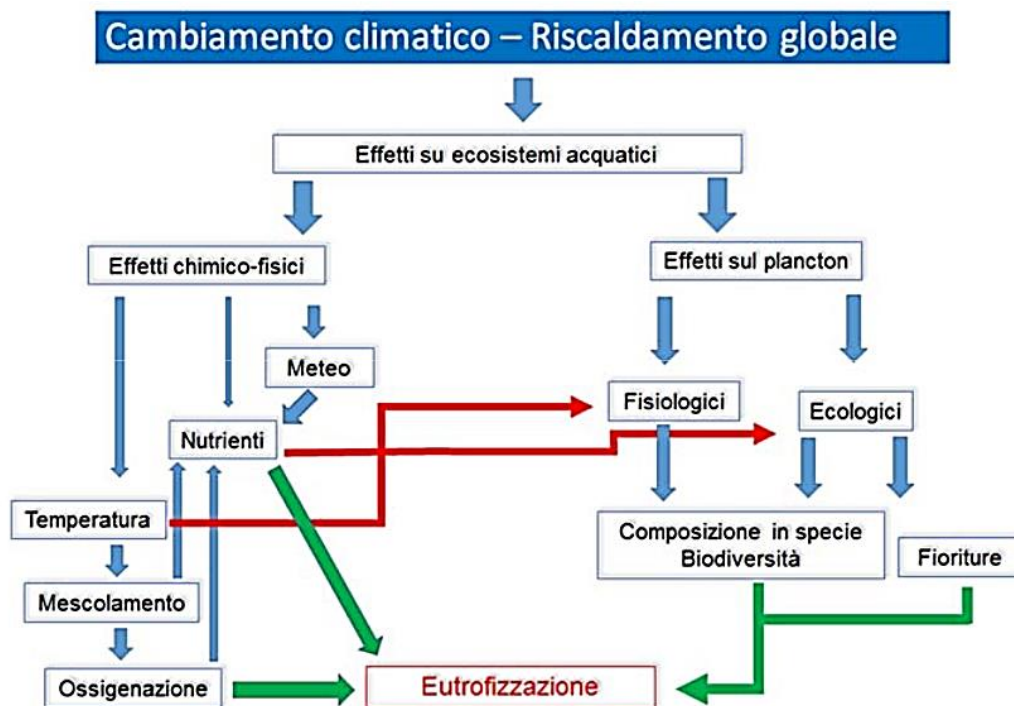 Cambiamento climatico – Riscaldamento globale
Effetti su ecosistemi acquatici
Effetti chimico-fisici
Effetti sul plancton
Meteo
Fisiologici
Ecologici
Nutrienti
Temperatura
Composizione in specie
Biodiversità
Fioriture
Mescolamento
Ossigenazione
Eutrofizzazione